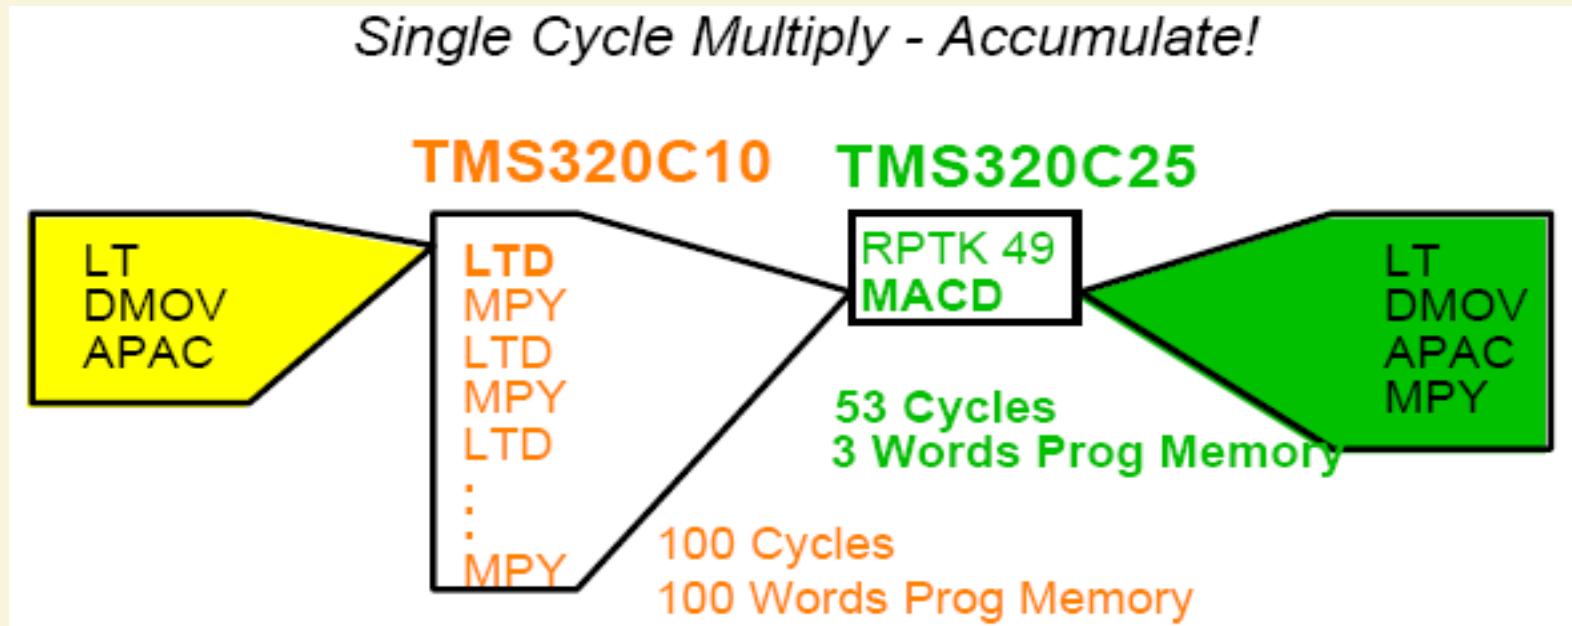 Single Cycle Multiply - Accumulate!
TMS320C10
TMS320C25
LT
DMOV
APAC
LTD
MPY
LTD
MPY
LTD
:
:
MPY
RPTK 49
MACD
53 Cycles
3 Words Prog Memory
100 Cycles
100 Words Prog Memory
LT
DMOV
APAC
MPY